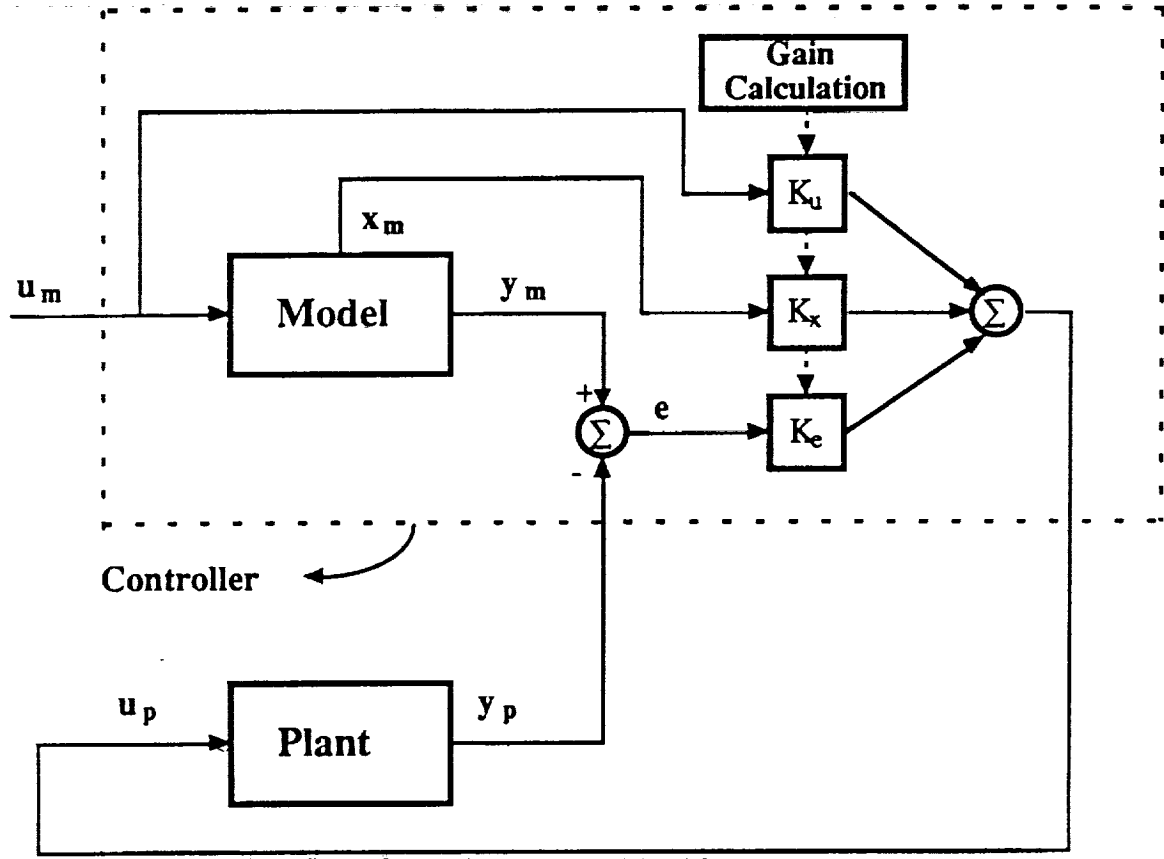 Gain
Calculation
K_u
x_m
u_m
Model
y_m
K_x
Σ
+
Σ
e
K_e
-
Controller
u_p
Plant
y_p